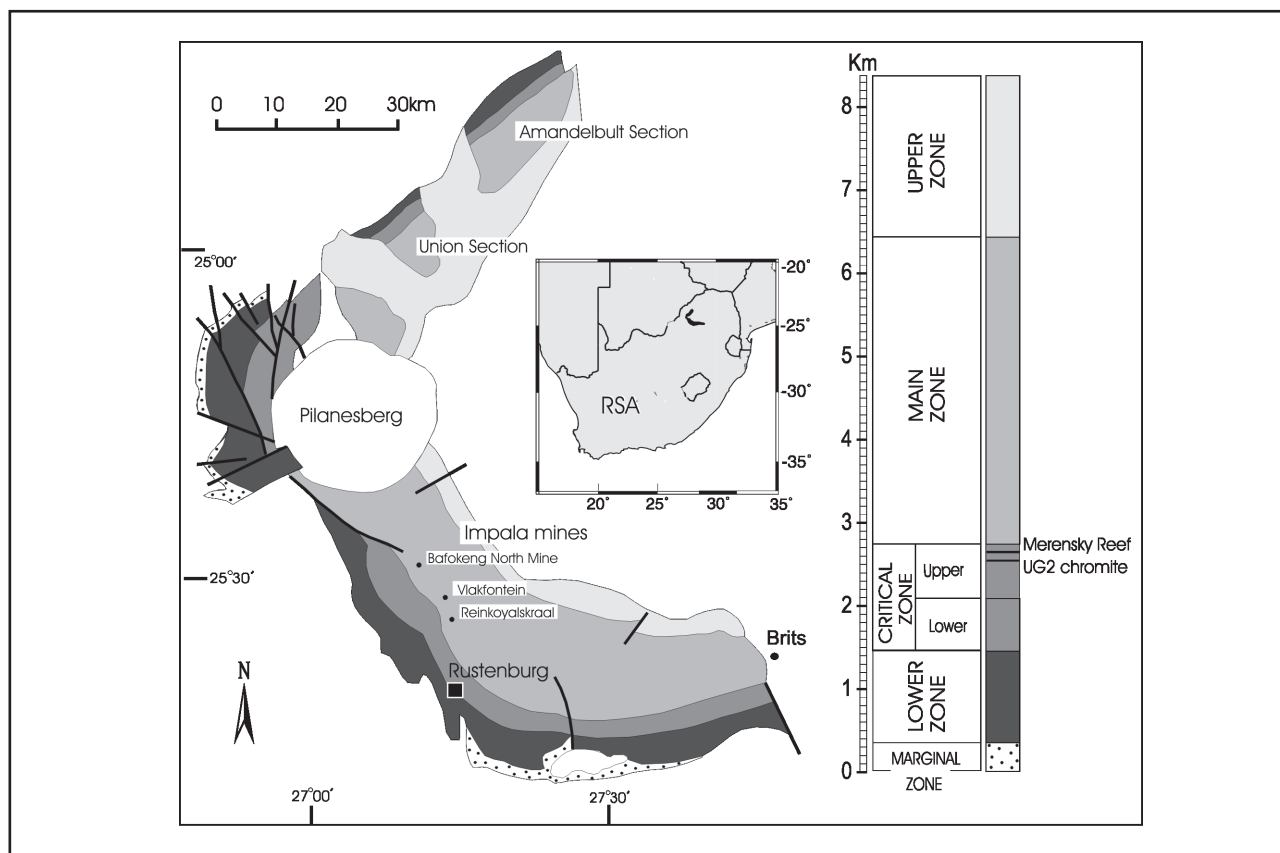 0 10 20 30km
Amandelbult Section
Union Section
25°00'
Pilanesberg
Impala mines
Bafokeng North Mine
25°30'
Vlakfontein
Reinkoyalskraal
Brits
Rustenburg
N
27°00'
27°30'
RSA
-20°
-25°
-30°
-35°
20° 25° 30° 35°
Km
8
7
6
5
4
3
2
1
0
UPPER
ZONE
MAIN
ZONE
CRITICAL
ZONE
Upper
Lower
LOWER
ZONE
MARGINAL
ZONE
Merensky Reef
UG2 chromite